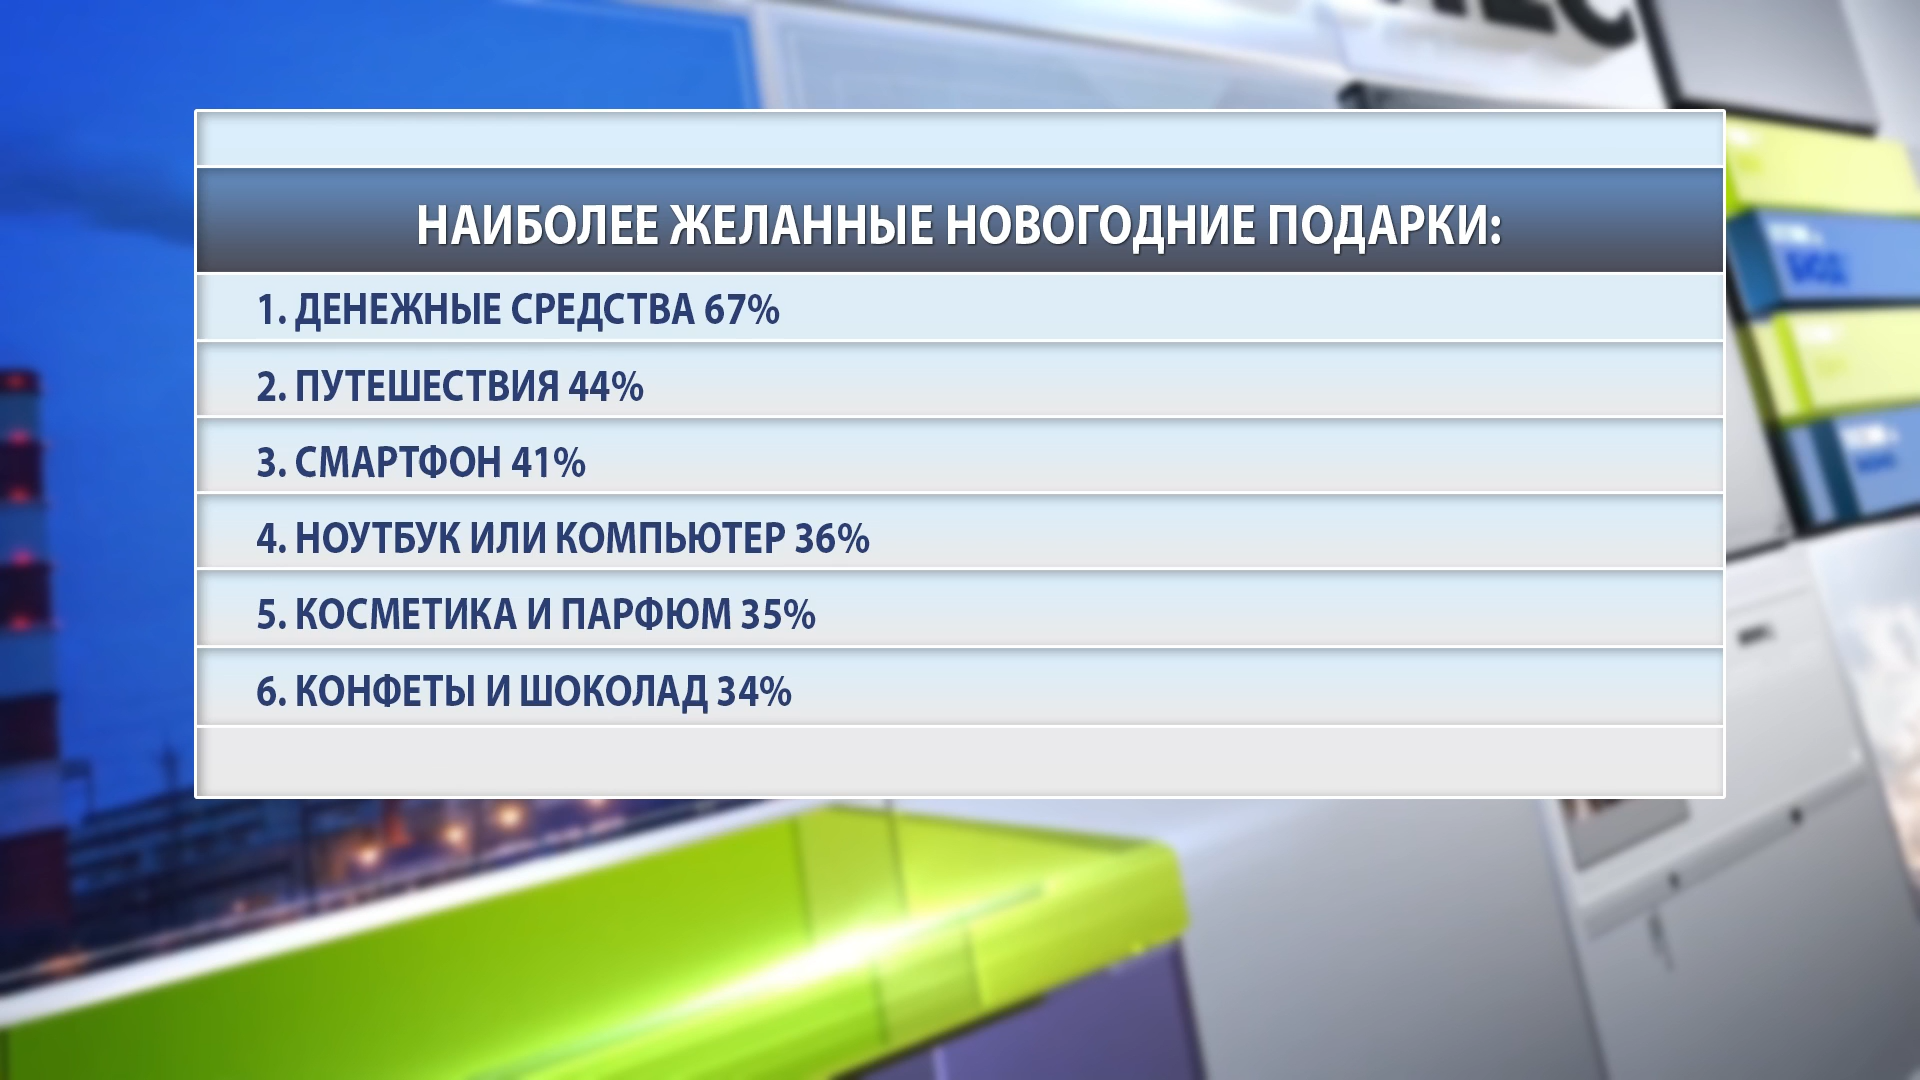 НАИБОЛЕЕ ЖЕЛАННЫЕ НОВОГОДНИЕ ПОДАРКИ:
1. ДЕНЕЖНЫЕ СРЕДСТВА 67%
2. ПУТЕШЕСТВИЯ 44%
3. СМАРТФОН 41%
4. НОУТБУК ИЛИ КОМПЬЮТЕР 36%
5. КОСМЕТИКА И ПАРФЮМ 35%
6. КОНФЕТЫ И ШОКОЛАД 34%